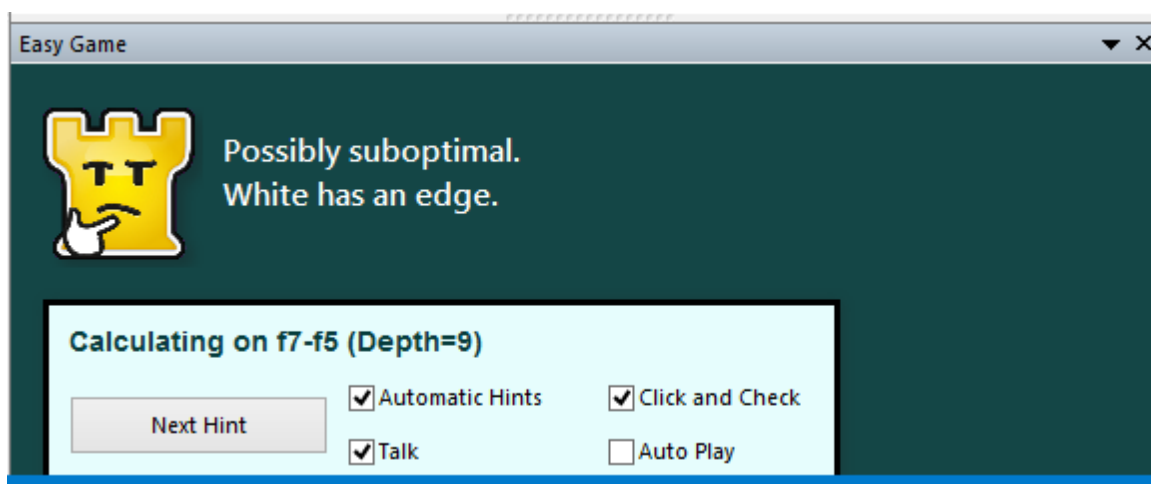 Easy Game
Possibly suboptimal.
White has an edge.
Calculating on f7-f5 (Depth=9)
Next Hint
Automatic Hints
Click and Check
Talk
Auto Play